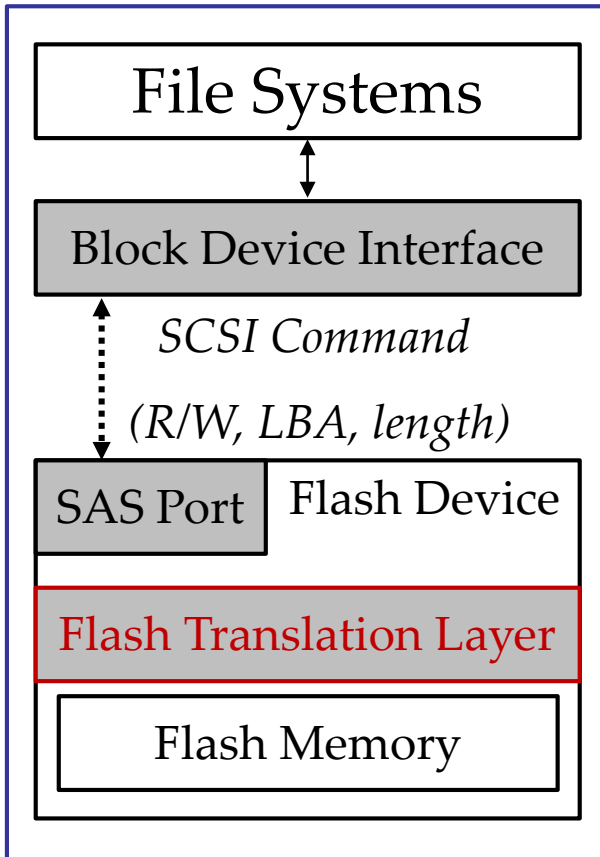 File Systems
Block Device Interface
SCSI Command
(R/W, LBA, length)
SAS Port
Flash Device
Flash Translation Layer
Flash Memory